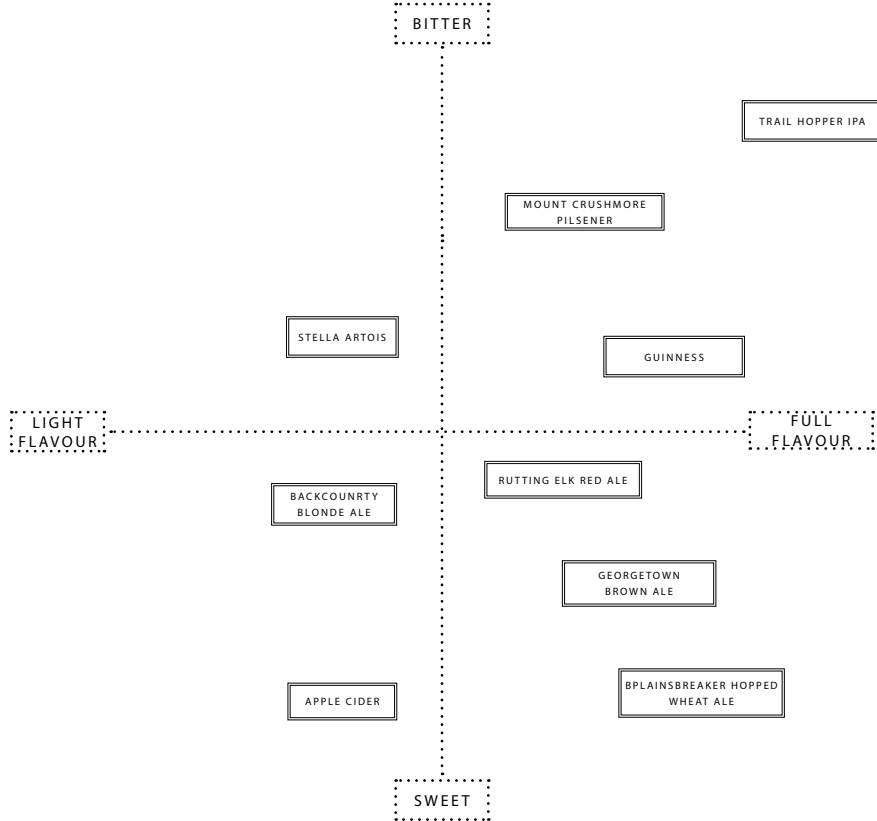 BITTER
TRAIL HOPPER IPA
MOUNT CRUSHMORE
PILSENER
STELLA ARTOIS
GUINNESS
LIGHT
FLAVOUR
FULL
FLAVOUR
RUTTING ELK RED ALE
BACKCOUNRTY
BLONDE ALE
GEORGETOWN
BROWN ALE
BPLAINSBREAKER HOPPED
WHEAT ALE
APPLE CIDER
SWEET